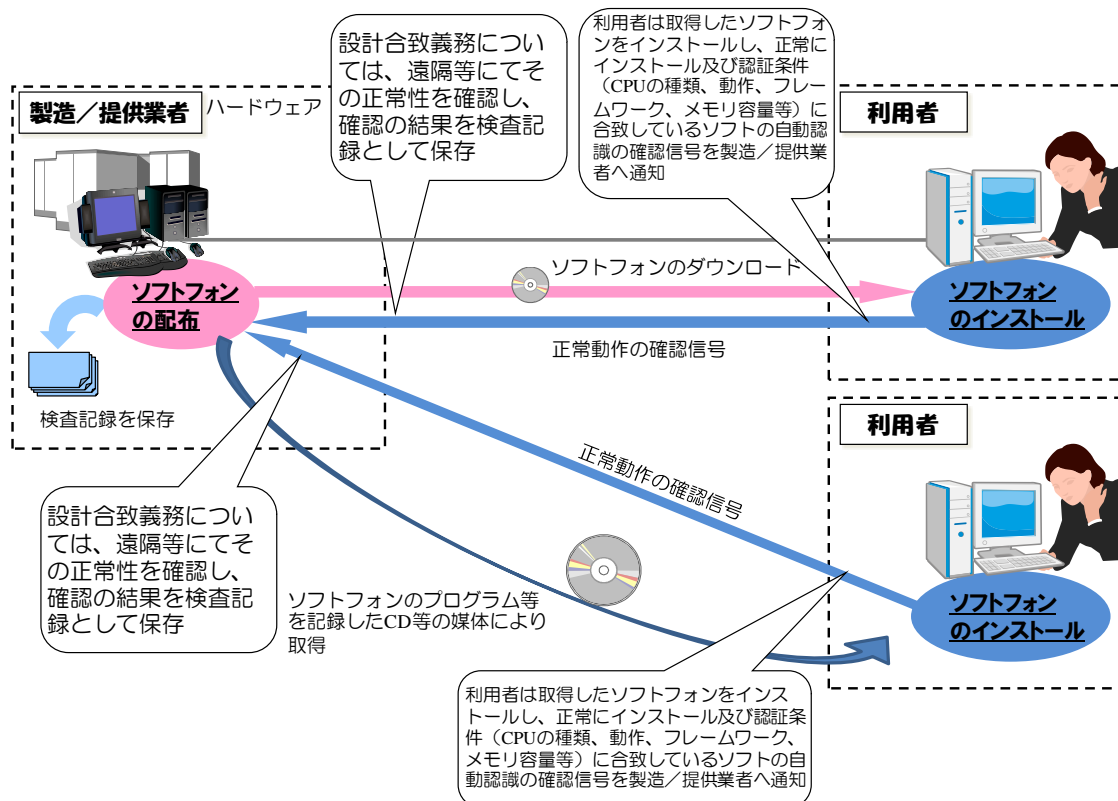 製造／提供業者
ハードウェア
設計合致義務につい
ては、遠隔等にてそ
の正常性を確認し、
確認の結果を検査記
録として保存
利用者は取得したソフトフォ
ンをインストールし、正常に
インストール及び認証条件
（CPUの種類、動作、フレー
ムワーク、メモリ容量等）に
合致しているソフトの自動認
識の確認信号を製造／提供業
者へ通知
利用者
ソフトフォン
の配布
ソフトフォンのダウンロード
ソフトフォン
のインストール
正常動作の確認信号
検査記録を保存
利用者
正常動作の確認信号
設計合致義務につい
ては、遠隔等にてそ
の正常性を確認し、
確認の結果を検査記
録として保存
ソフトフォンのプログラム等
を記録したCD等の媒体により
取得
ソフトフォン
のインストール
利用者は取得したソフトフォンをインス
トールし、正常にインストール及び認証条
件（CPUの種類、動作、フレームワーク、
メモリ容量等）に合致しているソフトの自
動認識の確認信号を製造／提供業者へ通知